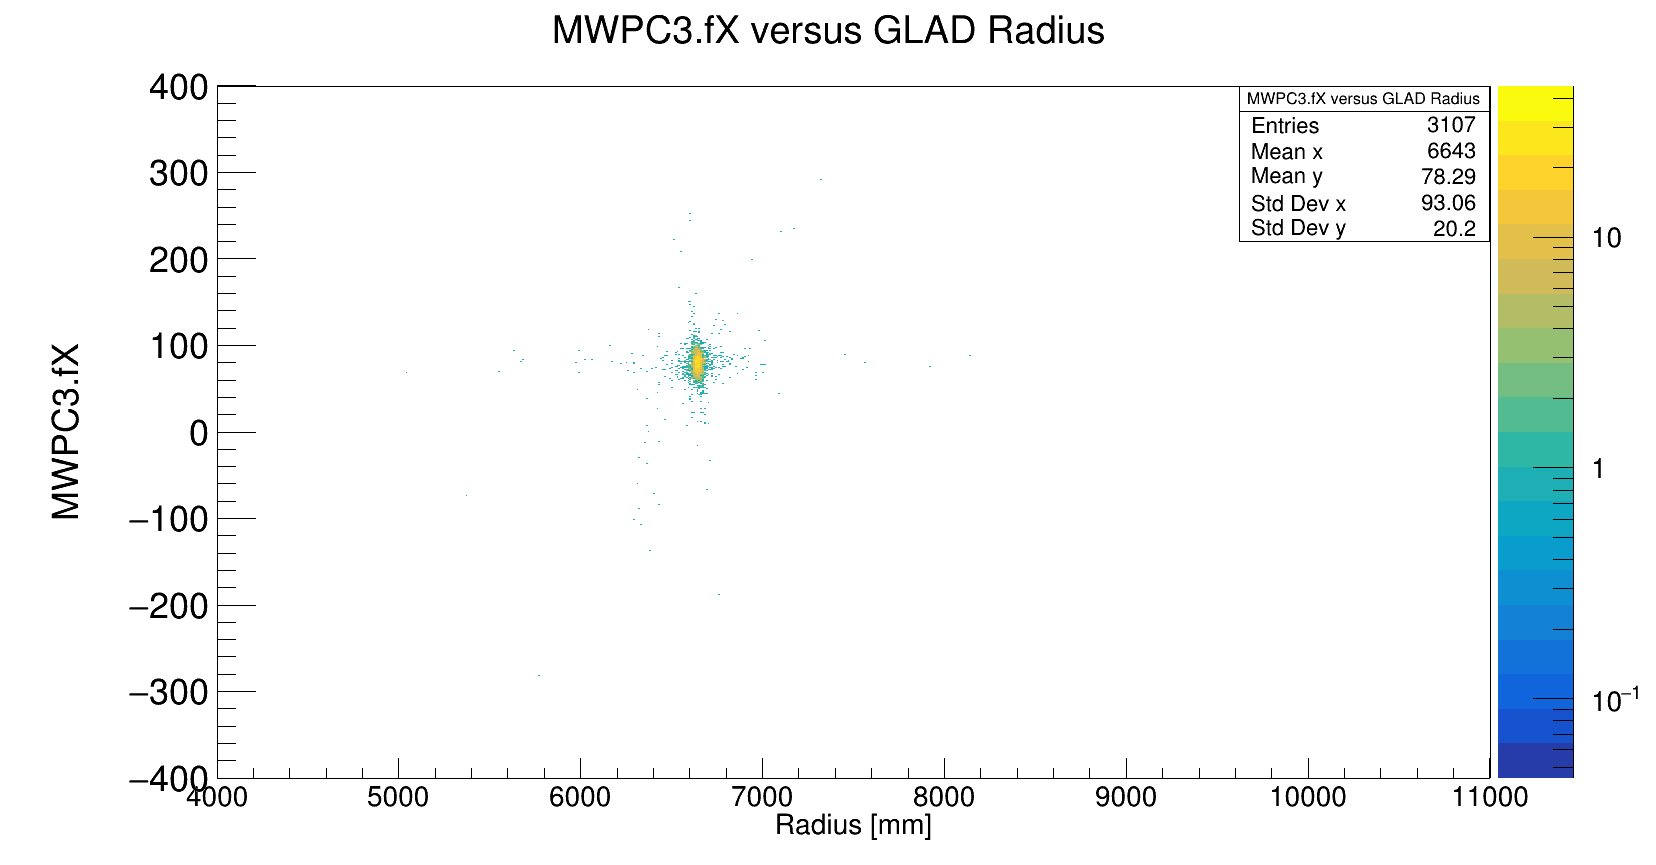 MWPC3.fX versus GLAD Radius
MWPC3.fX versus GLAD Radius
Entries 3107
Mean x 6643
Mean y 78.29
Std Dev x 93.06
Std Dev y 20.2
MWPC3.fX
400
300
200
100
0
−100
−200
−300
−400
4000 5000 6000 7000 8000 9000 10000 11000
Radius [mm]
10
1
10⁻¹